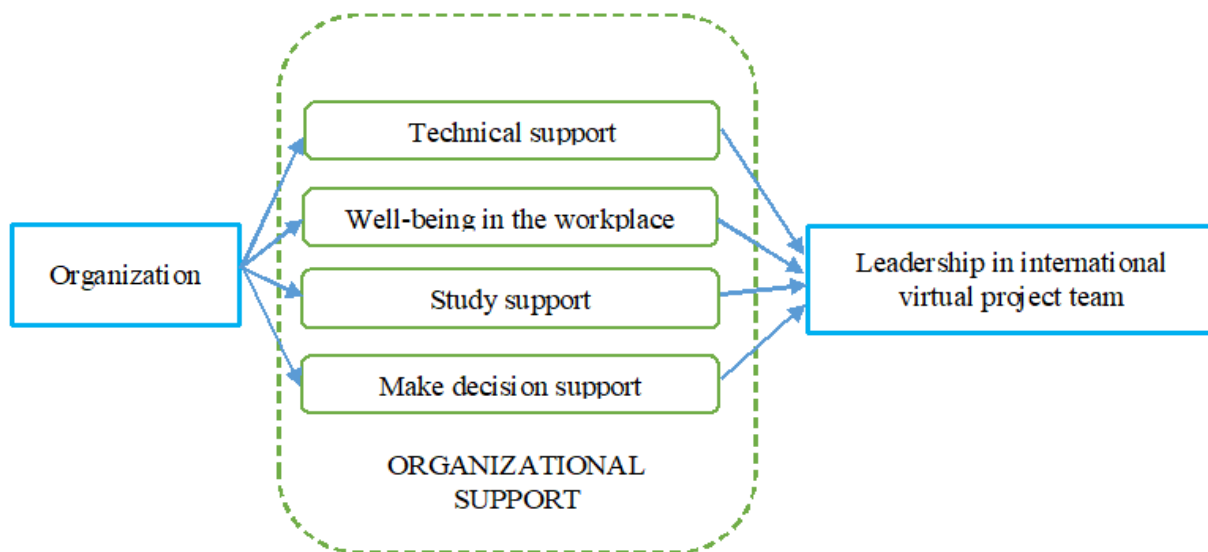 Organization
Technical support
Well-being in the workplace
Study support
Make decision support
ORGANIZATIONAL
SUPPORT
Leadership in international
virtual project team